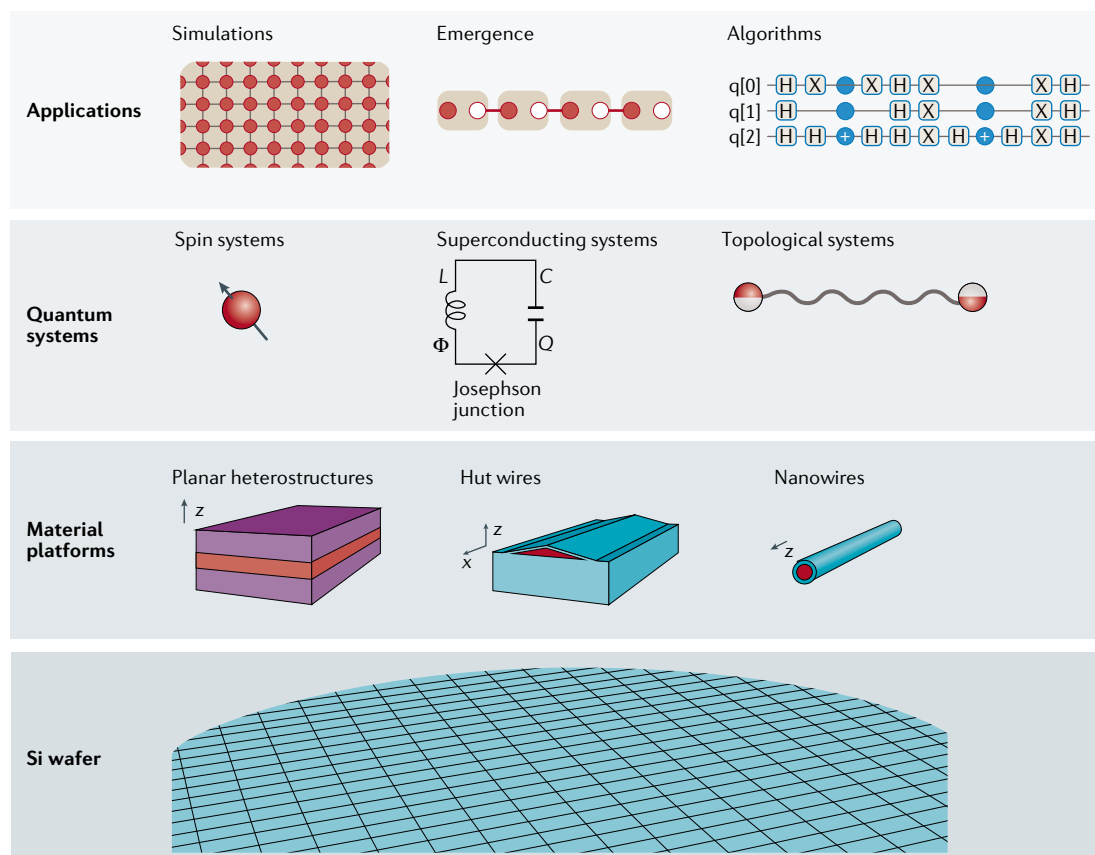 Simulations
Emergence
Algorithms
Applications
q[0] H X X H X X H
q[1] H H X X H
q[2] H H + H H X H + H X H
Spin systems
Superconducting systems
Topological systems
Quantum
systems
L
C
Φ
Q
Josephson
junction
Planar heterostructures
Hut wires
Nanowires
Material
platforms
z
z
x
z
Si wafer